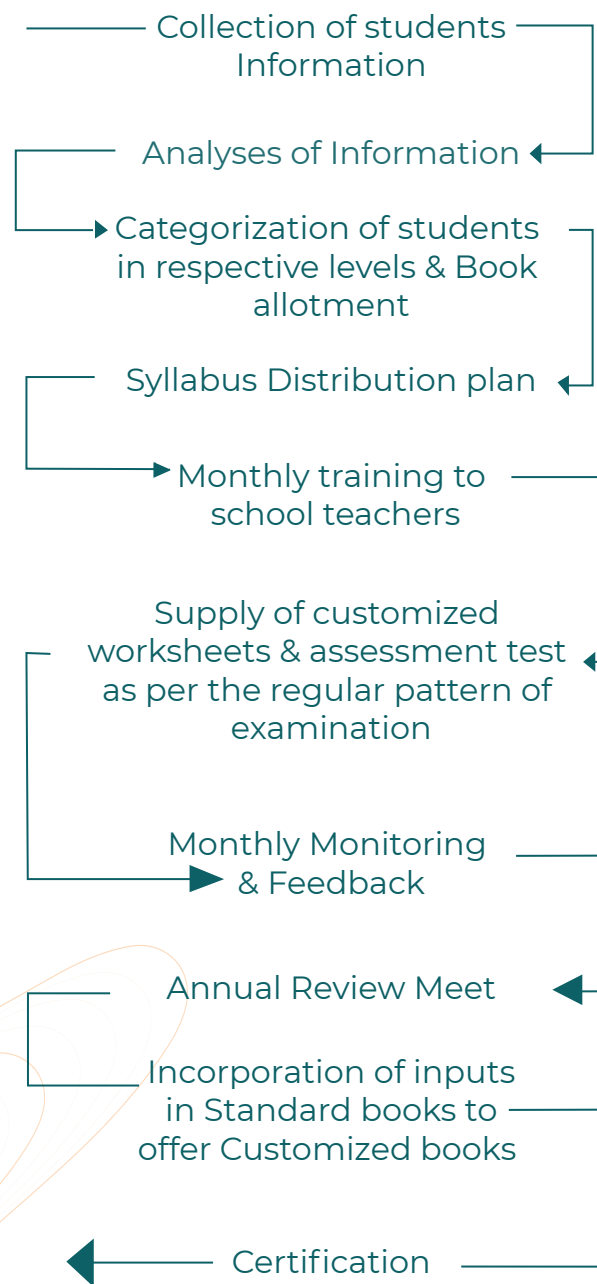 Collection of students
Information
Analyses of Information
Categorization of students
in respective levels & Book
allotment
Syllabus Distribution plan
Monthly training to
school teachers
Supply of customized
worksheets & assessment test
as per the regular pattern of
examination
Monthly Monitoring
& Feedback
Annual Review Meet
Incorporation of inputs
in Standard books to
offer Customized books
Certification